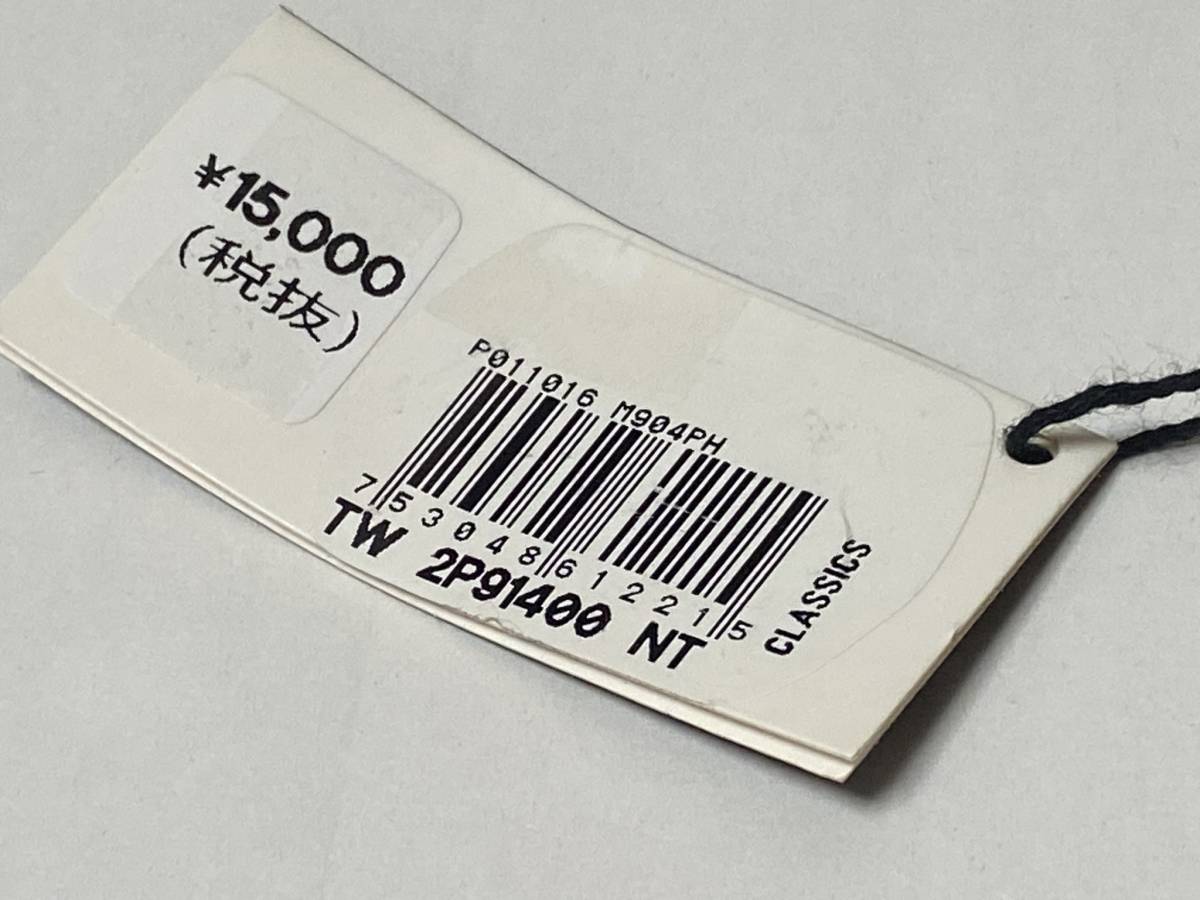 ¥15,000
(税抜)
P011016 M904PH
7 53048 61221 5
TW 2P91400 NT
CLASSICS